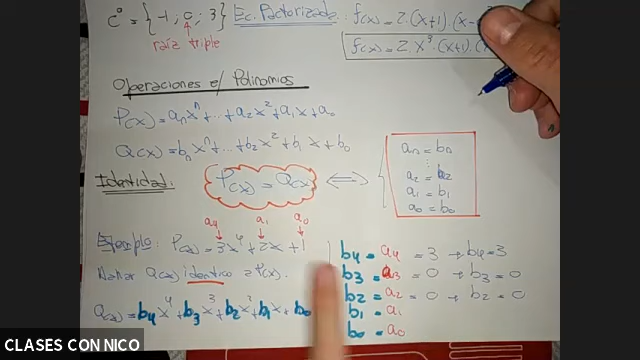 C⁰ = {-1; 0; 3} Ec. Factorizada: f(x) = 2·(x+1)·(x-
raíz triple f(x) = 2·x³·(x+1)·(x
Operaciones e/ Polinomios
P(x) = aₙxⁿ + ... + a₂x² + a₁x + a₀
Q(x) = bₙxⁿ + ... + b₂x² + b₁x + b₀
Identidad: P(x) = Q(x) ⟺
aₙ = bₙ
⋮
a₂ = b₂
a₁ = b₁
a₀ = b₀
a₄ a₁ a₀
Ejemplo: P(x) = 3x⁴ + 2x + 1
Hallar Q(x) identico a P(x).
Q(x) = b₄x⁴ + b₃x³ + b₂x² + b₁x + b₀
b₄ = a₄ = 3 → b₄ = 3
b₃ = a₃ = 0 → b₃ = 0
b₂ = a₂ = 0 → b₂ = 0
b₁ = a₁
b₀ = a₀
CLASES CON NICO